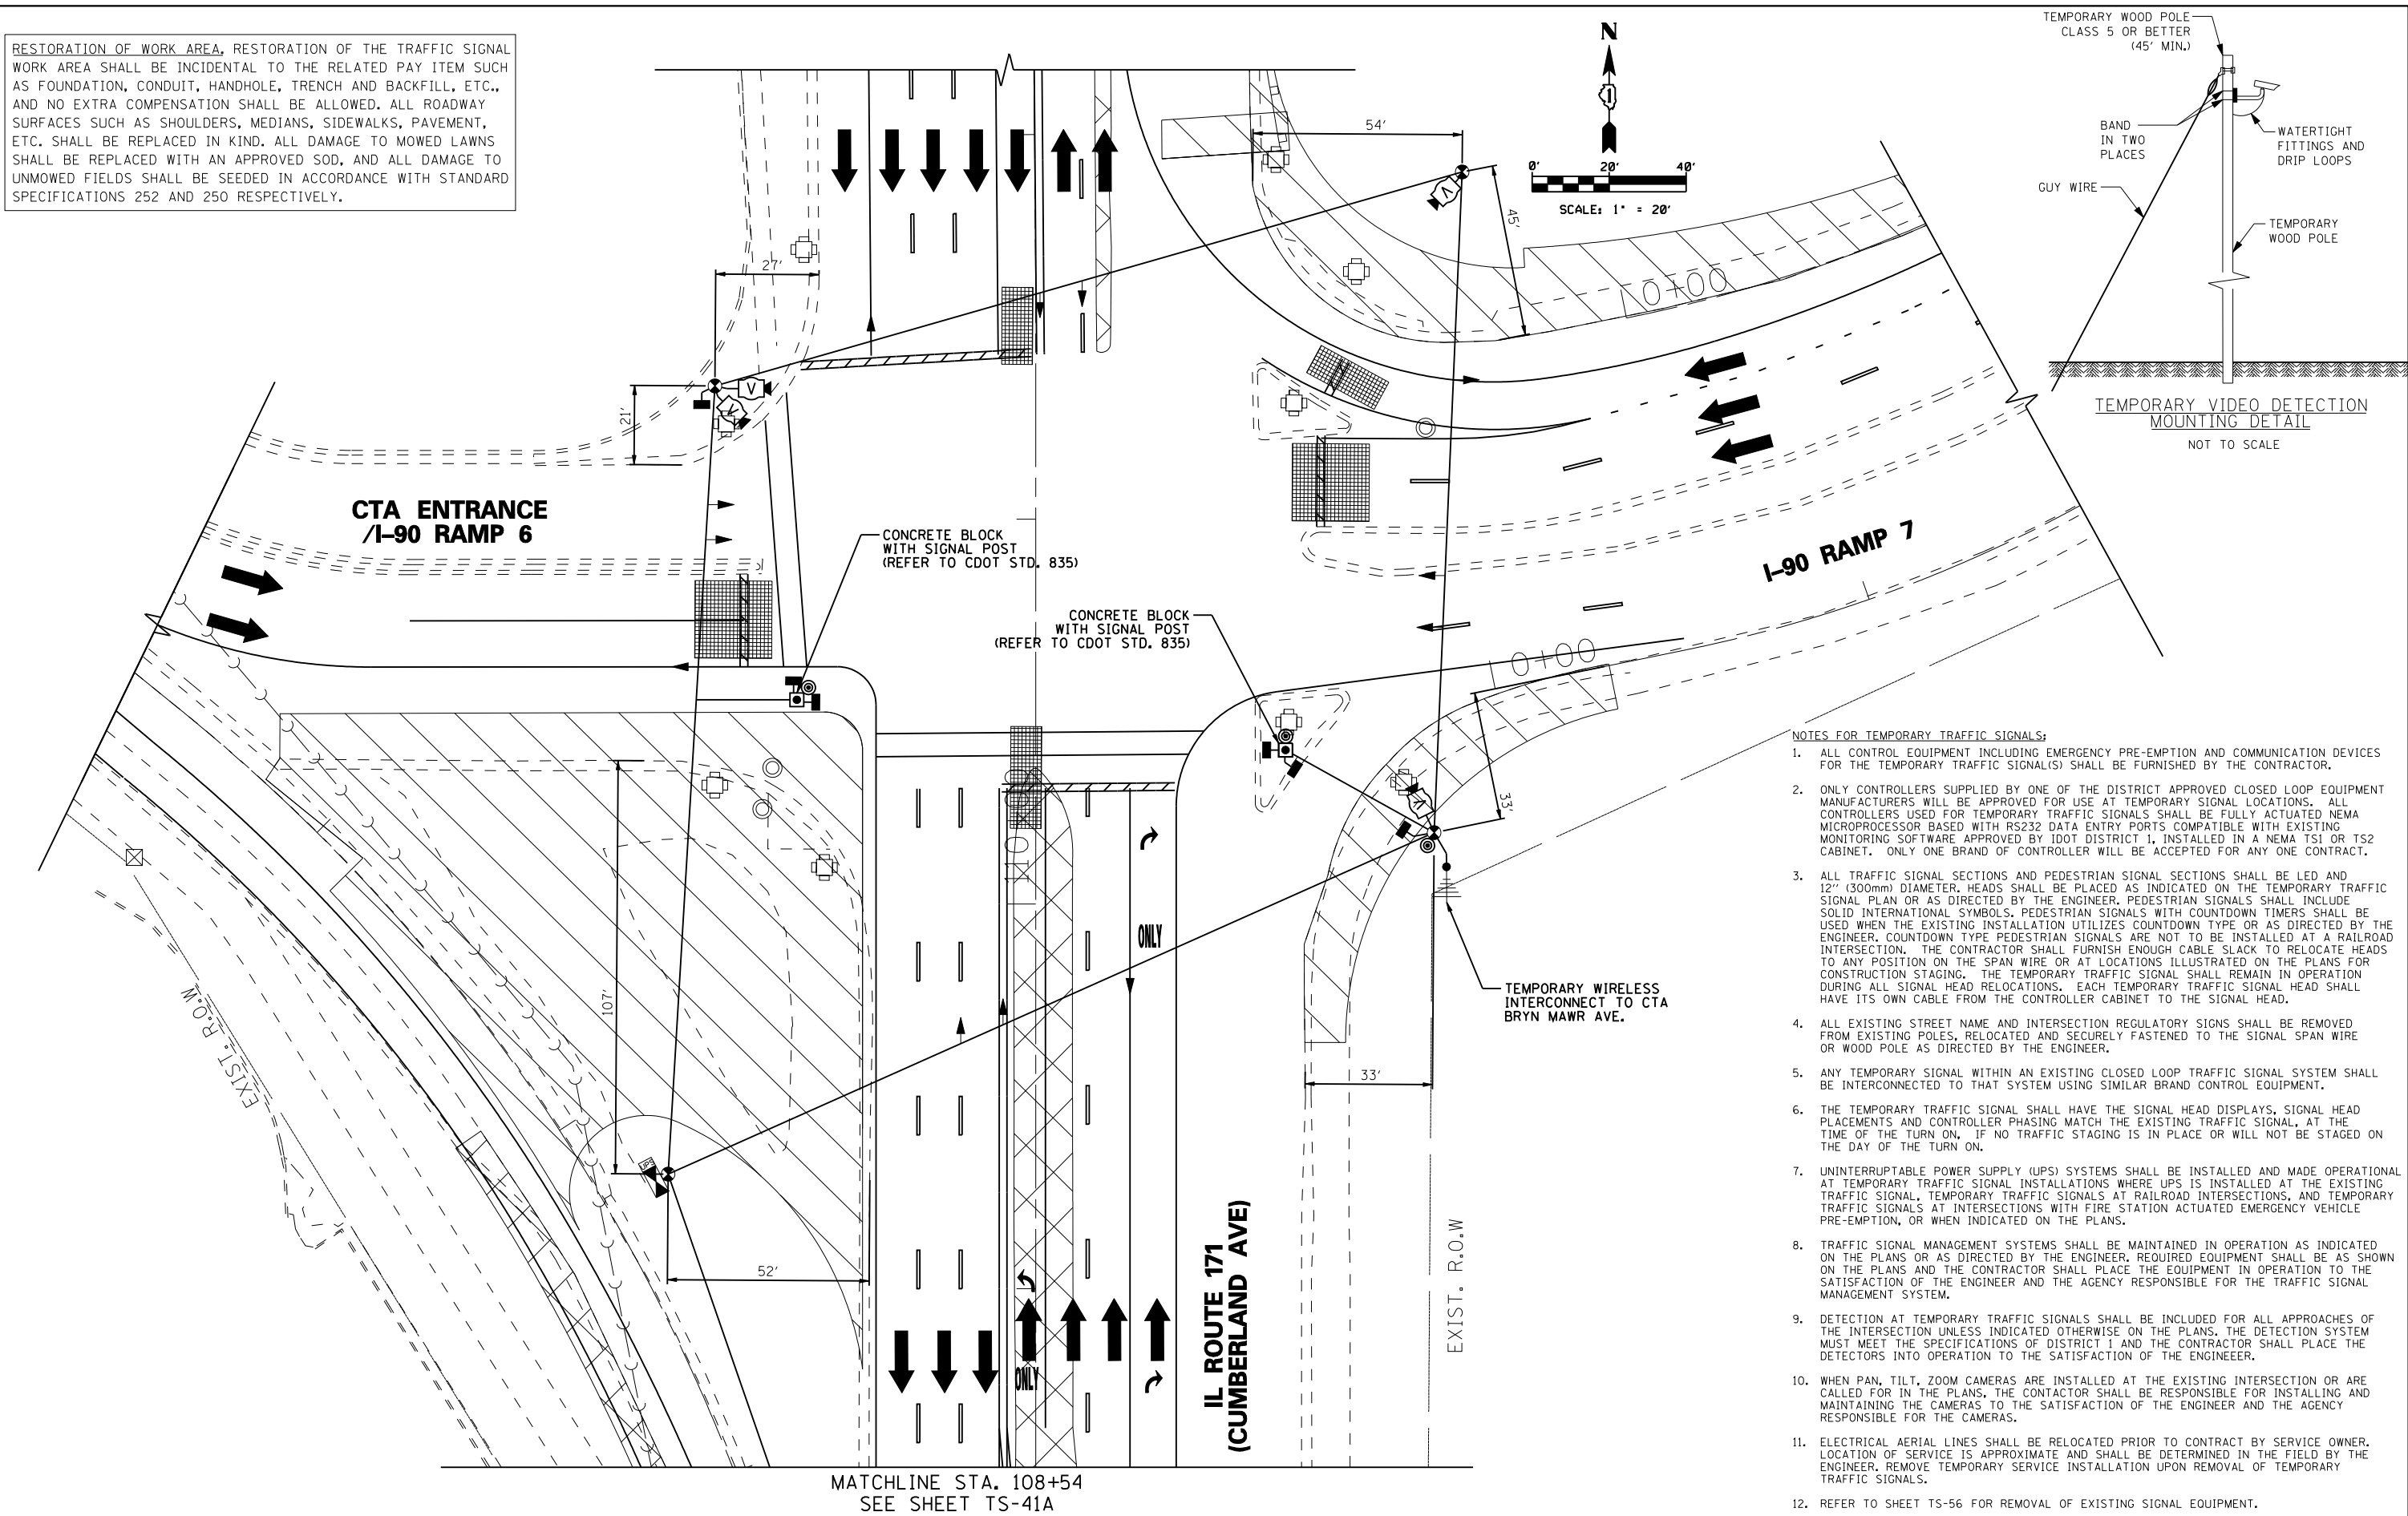 RESTORATION OF WORK AREA. RESTORATION OF THE TRAFFIC SIGNAL
WORK AREA SHALL BE INCIDENTAL TO THE RELATED PAY ITEM SUCH
AS FOUNDATION, CONDUIT, HANDHOLE, TRENCH AND BACKFILL, ETC.,
AND NO EXTRA COMPENSATION SHALL BE ALLOWED. ALL ROADWAY
SURFACES SUCH AS SHOULDERS, MEDIANS, SIDEWALKS, PAVEMENT,
ETC. SHALL BE REPLACED IN KIND. ALL DAMAGE TO MOWED LAWNS
SHALL BE REPLACED WITH AN APPROVED SOD, AND ALL DAMAGE TO
UNMOWED FIELDS SHALL BE SEEDED IN ACCORDANCE WITH STANDARD
SPECIFICATIONS 252 AND 250 RESPECTIVELY.
N
0' 20' 40'
SCALE: 1" = 20'
54'
45'
27'
21'
V
V
V
V
0+00
TEMPORARY WOOD POLE
CLASS 5 OR BETTER
(45' MIN.)
BAND
IN TWO
PLACES
WATERTIGHT
FITTINGS AND
DRIP LOOPS
GUY WIRE
TEMPORARY
WOOD POLE
TEMPORARY VIDEO DETECTION
MOUNTING DETAIL
NOT TO SCALE
CTA ENTRANCE
/I-90 RAMP 6
CONCRETE BLOCK
WITH SIGNAL POST
(REFER TO CDOT STD. 835)
CONCRETE BLOCK
WITH SIGNAL POST
(REFER TO CDOT STD. 835)
I-90 RAMP 7
0+00
33'
110
ONLY
107'
TEMPORARY WIRELESS
INTERCONNECT TO CTA
BRYN MAWR AVE.
EXIST. R.O.W.
33'
UPS
52'
ONLY
IL ROUTE 171
(CUMBERLAND AVE)
EXIST. R.O.W
MATCHLINE STA. 108+54
SEE SHEET TS-41A
NOTES FOR TEMPORARY TRAFFIC SIGNALS:
1. ALL CONTROL EQUIPMENT INCLUDING EMERGENCY PRE-EMPTION AND COMMUNICATION DEVICES
FOR THE TEMPORARY TRAFFIC SIGNAL(S) SHALL BE FURNISHED BY THE CONTRACTOR.
2. ONLY CONTROLLERS SUPPLIED BY ONE OF THE DISTRICT APPROVED CLOSED LOOP EQUIPMENT
MANUFACTURERS WILL BE APPROVED FOR USE AT TEMPORARY SIGNAL LOCATIONS. ALL
CONTROLLERS USED FOR TEMPORARY TRAFFIC SIGNALS SHALL BE FULLY ACTUATED NEMA
MICROPROCESSOR BASED WITH RS232 DATA ENTRY PORTS COMPATIBLE WITH EXISTING
MONITORING SOFTWARE APPROVED BY IDOT DISTRICT 1, INSTALLED IN A NEMA TS1 OR TS2
CABINET. ONLY ONE BRAND OF CONTROLLER WILL BE ACCEPTED FOR ANY ONE CONTRACT.
3. ALL TRAFFIC SIGNAL SECTIONS AND PEDESTRIAN SIGNAL SECTIONS SHALL BE LED AND
12'' (300mm) DIAMETER. HEADS SHALL BE PLACED AS INDICATED ON THE TEMPORARY TRAFFIC
SIGNAL PLAN OR AS DIRECTED BY THE ENGINEER. PEDESTRIAN SIGNALS SHALL INCLUDE
SOLID INTERNATIONAL SYMBOLS. PEDESTRIAN SIGNALS WITH COUNTDOWN TIMERS SHALL BE
USED WHEN THE EXISTING INSTALLATION UTILIZES COUNTDOWN TYPE OR AS DIRECTED BY THE
ENGINEER. COUNTDOWN TYPE PEDESTRIAN SIGNALS ARE NOT TO BE INSTALLED AT A RAILROAD
INTERSECTION. THE CONTRACTOR SHALL FURNISH ENOUGH CABLE SLACK TO RELOCATE HEADS
TO ANY POSITION ON THE SPAN WIRE OR AT LOCATIONS ILLUSTRATED ON THE PLANS FOR
CONSTRUCTION STAGING. THE TEMPORARY TRAFFIC SIGNAL SHALL REMAIN IN OPERATION
DURING ALL SIGNAL HEAD RELOCATIONS. EACH TEMPORARY TRAFFIC SIGNAL HEAD SHALL
HAVE ITS OWN CABLE FROM THE CONTROLLER CABINET TO THE SIGNAL HEAD.
4. ALL EXISTING STREET NAME AND INTERSECTION REGULATORY SIGNS SHALL BE REMOVED
FROM EXISTING POLES, RELOCATED AND SECURELY FASTENED TO THE SIGNAL SPAN WIRE
OR WOOD POLE AS DIRECTED BY THE ENGINEER.
5. ANY TEMPORARY SIGNAL WITHIN AN EXISTING CLOSED LOOP TRAFFIC SIGNAL SYSTEM SHALL
BE INTERCONNECTED TO THAT SYSTEM USING SIMILAR BRAND CONTROL EQUIPMENT.
6. THE TEMPORARY TRAFFIC SIGNAL SHALL HAVE THE SIGNAL HEAD DISPLAYS, SIGNAL HEAD
PLACEMENTS AND CONTROLLER PHASING MATCH THE EXISTING TRAFFIC SIGNAL, AT THE
TIME OF THE TURN ON, IF NO TRAFFIC STAGING IS IN PLACE OR WILL NOT BE STAGED ON
THE DAY OF THE TURN ON.
7. UNINTERRUPTABLE POWER SUPPLY (UPS) SYSTEMS SHALL BE INSTALLED AND MADE OPERATIONAL
AT TEMPORARY TRAFFIC SIGNAL INSTALLATIONS WHERE UPS IS INSTALLED AT THE EXISTING
TRAFFIC SIGNAL, TEMPORARY TRAFFIC SIGNALS AT RAILROAD INTERSECTIONS, AND TEMPORARY
TRAFFIC SIGNALS AT INTERSECTIONS WITH FIRE STATION ACTUATED EMERGENCY VEHICLE
PRE-EMPTION, OR WHEN INDICATED ON THE PLANS.
8. TRAFFIC SIGNAL MANAGEMENT SYSTEMS SHALL BE MAINTAINED IN OPERATION AS INDICATED
ON THE PLANS OR AS DIRECTED BY THE ENGINEER. REQUIRED EQUIPMENT SHALL BE AS SHOWN
ON THE PLANS AND THE CONTRACTOR SHALL PLACE THE EQUIPMENT IN OPERATION TO THE
SATISFACTION OF THE ENGINEER AND THE AGENCY RESPONSIBLE FOR THE TRAFFIC SIGNAL
MANAGEMENT SYSTEM.
9. DETECTION AT TEMPORARY TRAFFIC SIGNALS SHALL BE INCLUDED FOR ALL APPROACHES OF
THE INTERSECTION UNLESS INDICATED OTHERWISE ON THE PLANS. THE DETECTION SYSTEM
MUST MEET THE SPECIFICATIONS OF DISTRICT 1 AND THE CONTRACTOR SHALL PLACE THE
DETECTORS INTO OPERATION TO THE SATISFACTION OF THE ENGINEEER.
10. WHEN PAN, TILT, ZOOM CAMERAS ARE INSTALLED AT THE EXISTING INTERSECTION OR ARE
CALLED FOR IN THE PLANS, THE CONTACTOR SHALL BE RESPONSIBLE FOR INSTALLING AND
MAINTAINING THE CAMERAS TO THE SATISFACTION OF THE ENGINEER AND THE AGENCY
RESPONSIBLE FOR THE CAMERAS.
11. ELECTRICAL AERIAL LINES SHALL BE RELOCATED PRIOR TO CONTRACT BY SERVICE OWNER.
LOCATION OF SERVICE IS APPROXIMATE AND SHALL BE DETERMINED IN THE FIELD BY THE
ENGINEER. REMOVE TEMPORARY SERVICE INSTALLATION UPON REMOVAL OF TEMPORARY
TRAFFIC SIGNALS.
12. REFER TO SHEET TS-56 FOR REMOVAL OF EXISTING SIGNAL EQUIPMENT.